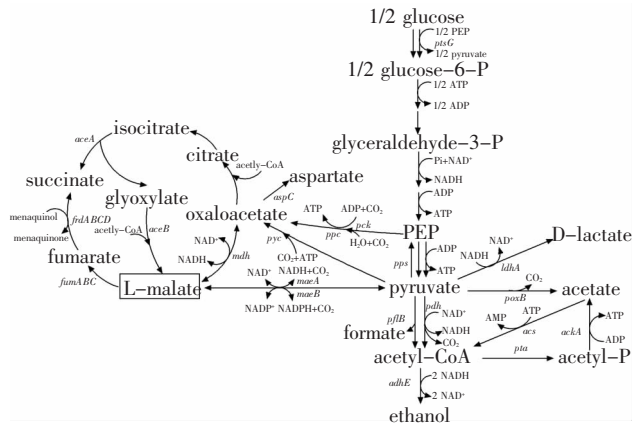 1/2 glucose
1/2 PEP
ptsG
1/2 pyruvate
1/2 glucose-6-P
1/2 ATP
1/2 ADP
glyceraldehyde-3-P
Pi+NAD⁺
NADH
ADP
ATP
isocitrate
aceA
citrate
acetly-CoA
succinate
glyoxylate
aspartate
aspC
menaquinol
frdABCD
menaquinone
acetly-CoA
aceB
oxaloacetate
ATP
ADP+CO₂
pck
ppc
H₂O+CO₂
PEP
D-lactate
NAD⁺
NADH
ldhA
fumarate
fumABC
NAD⁺
NADH
mdh
pyc
CO₂+ATP
pps
ADP
ATP
L-malate
NAD⁺
NADH+CO₂
maeA
maeB
NADP⁺
NADPH+CO₂
pyruvate
CO₂
poxB
acetate
pflB
pdh
NAD⁺
NADH
CO₂
formate
AMP
ATP
acs
ackA
ATP
ADP
acetyl-CoA
pta
acetyl-P
adhE
2 NADH
2 NAD⁺
ethanol